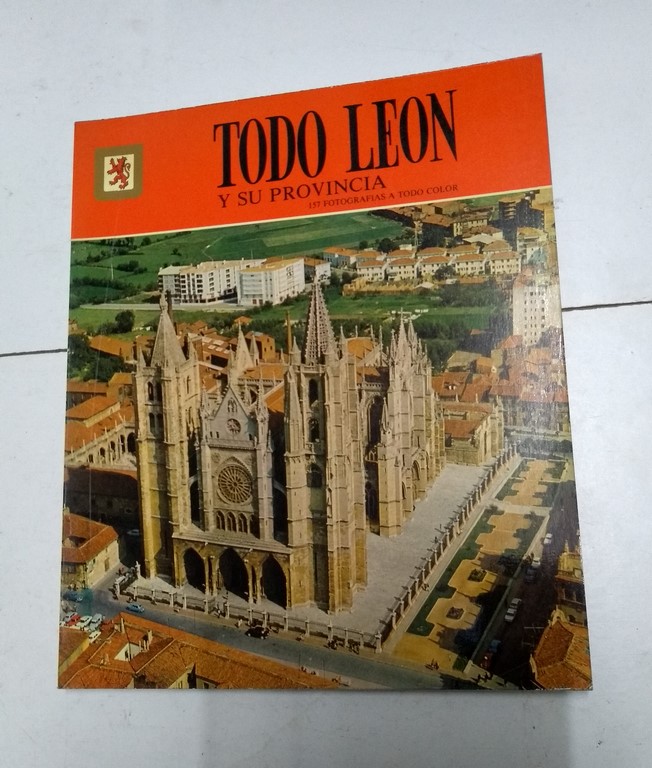 TODO LEON
Y SU PROVINCIA
157 FOTOGRAFIAS A TODO COLOR